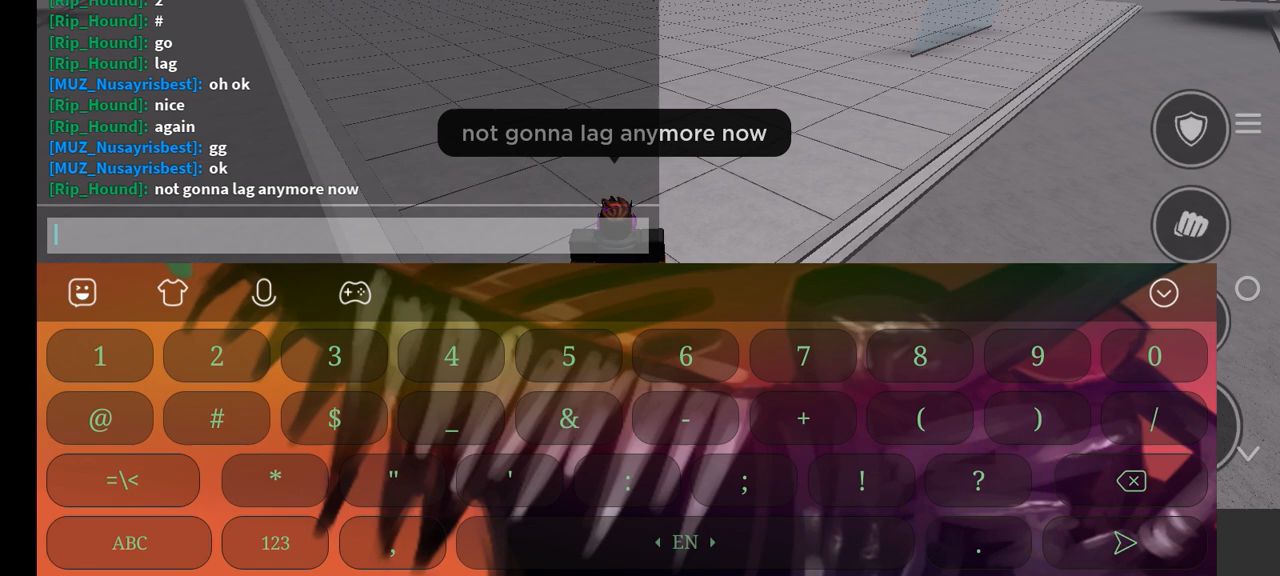 [Rip_Hound]: 2
[Rip_Hound]: #
[Rip_Hound]: go
[Rip_Hound]: lag
[MUZ_Nusayrisbest]: oh ok
[Rip_Hound]: nice
[Rip_Hound]: again
[MUZ_Nusayrisbest]: gg
[MUZ_Nusayrisbest]: ok
[Rip_Hound]: not gonna lag anymore now
not gonna lag anymore now
1 2 3 4 5 6 7 8 9 0
@ # $ _ & - + ( ) /
=\< * " ' : ; ! ?
ABC 123 , EN .